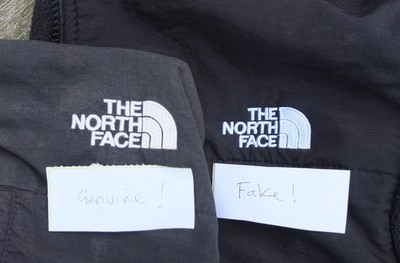 THE
NORTH
FACE
Genuine!
THE
NORTH
FACE
Fake!